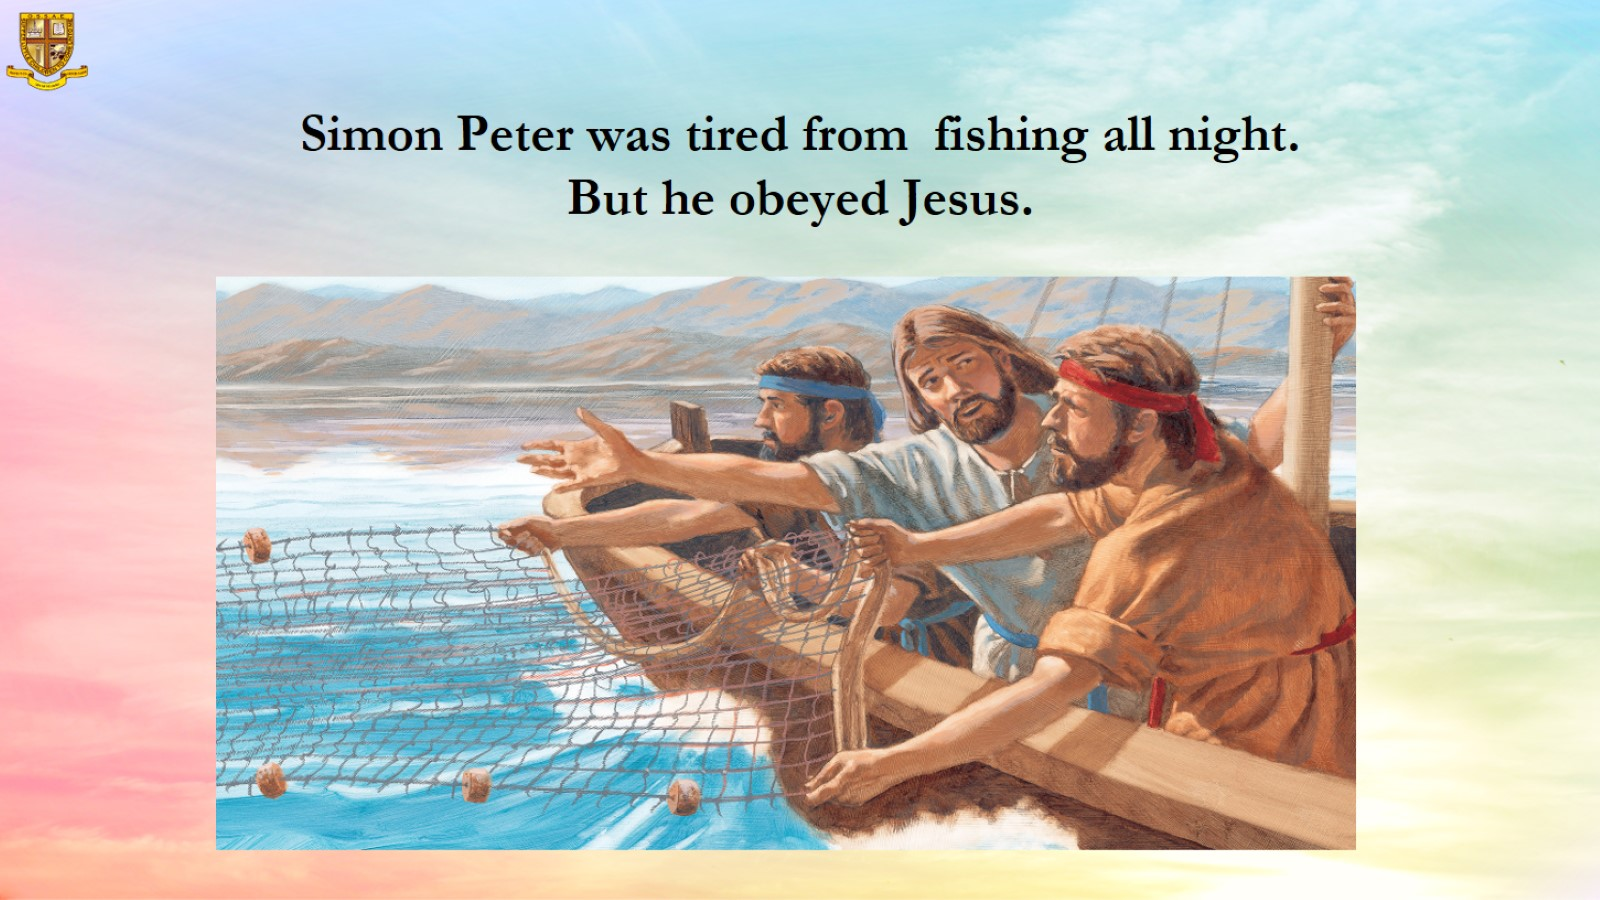 Simon Peter was tired from  fishing all night.
But he obeyed Jesus.